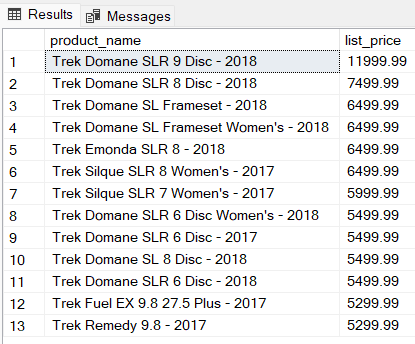 Results Messages
product_name list_price
1 Trek Domane SLR 9 Disc - 2018 11999.99
2 Trek Domane SLR 8 Disc - 2018 7499.99
3 Trek Domane SL Frameset - 2018 6499.99
4 Trek Domane SL Frameset Women's - 2018 6499.99
5 Trek Emonda SLR 8 - 2018 6499.99
6 Trek Silque SLR 8 Women's - 2017 6499.99
7 Trek Silque SLR 7 Women's - 2017 5999.99
8 Trek Domane SLR 6 Disc Women's - 2018 5499.99
9 Trek Domane SLR 6 Disc - 2017 5499.99
10 Trek Domane SL 8 Disc - 2018 5499.99
11 Trek Domane SLR 6 Disc - 2018 5499.99
12 Trek Fuel EX 9.8 27.5 Plus - 2017 5299.99
13 Trek Remedy 9.8 - 2017 5299.99